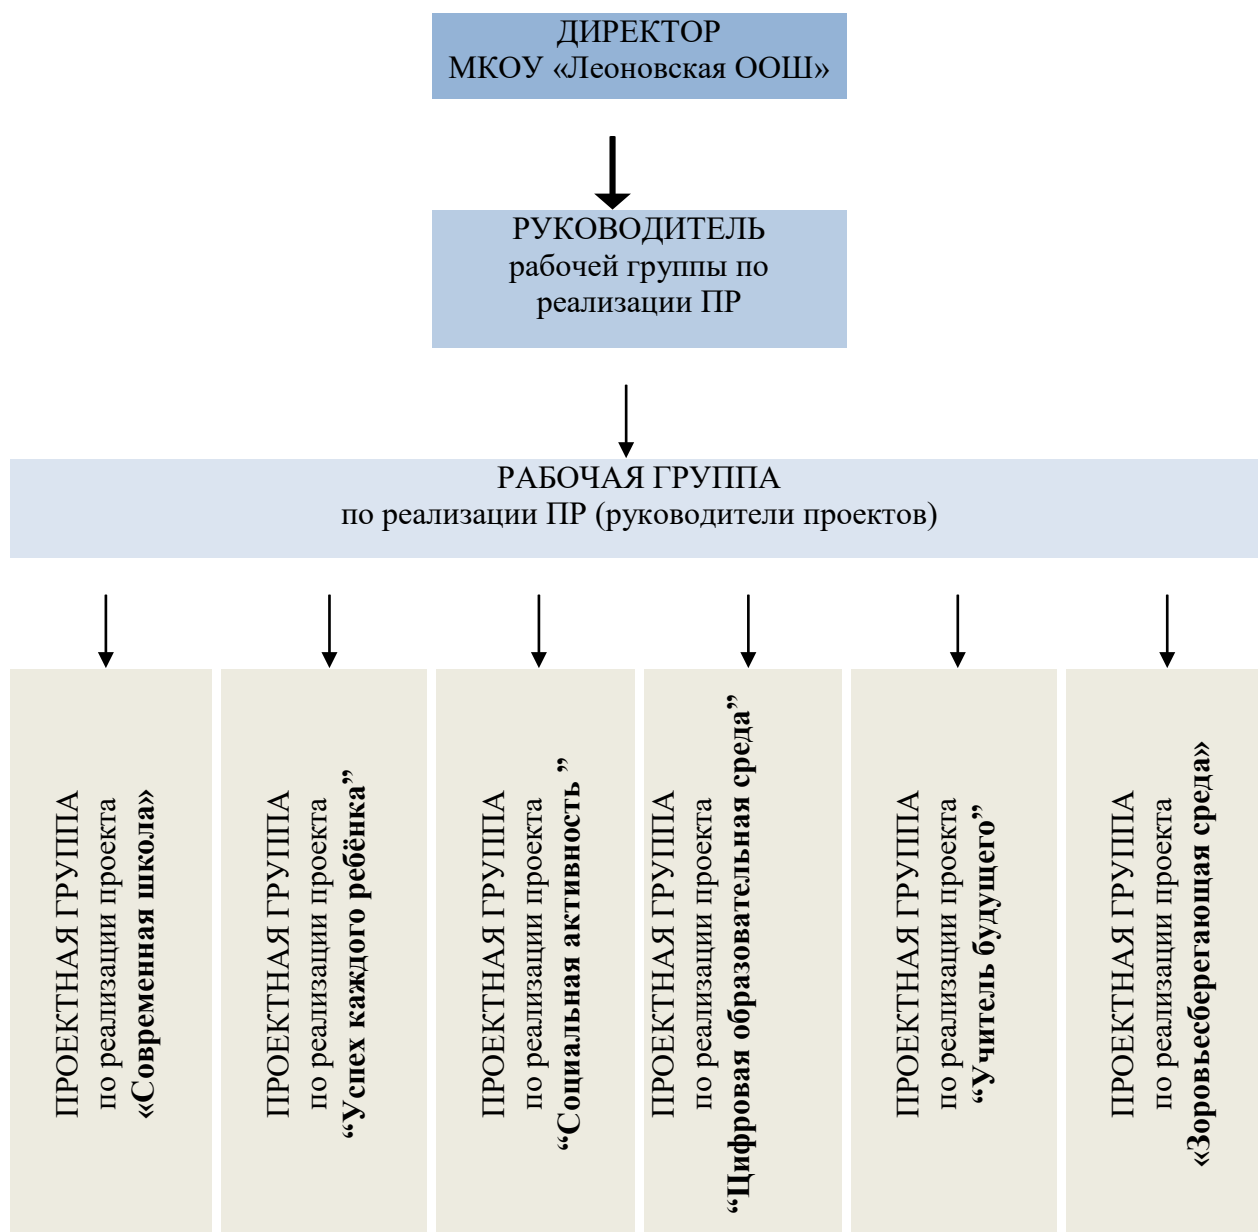 ДИРЕКТОР
МКОУ «Леоновская ООШ»
РУКОВОДИТЕЛЬ
рабочей группы по
реализации ПР
РАБОЧАЯ ГРУППА
по реализации ПР (руководители проектов)
ПРОЕКТНАЯ ГРУППА
по реализации проекта
«Современная школа»
ПРОЕКТНАЯ ГРУППА
по реализации проекта
“Успех каждого ребёнка”
ПРОЕКТНАЯ ГРУППА
по реализации проекта
“Социальная активность ”
ПРОЕКТНАЯ ГРУППА
по реализации проекта
“Цифровая образовательная среда”
ПРОЕКТНАЯ ГРУППА
по реализации проекта
“Учитель будущего”
ПРОЕКТНАЯ ГРУППА
по реализации проекта
«Зоровьесберегающая среда»